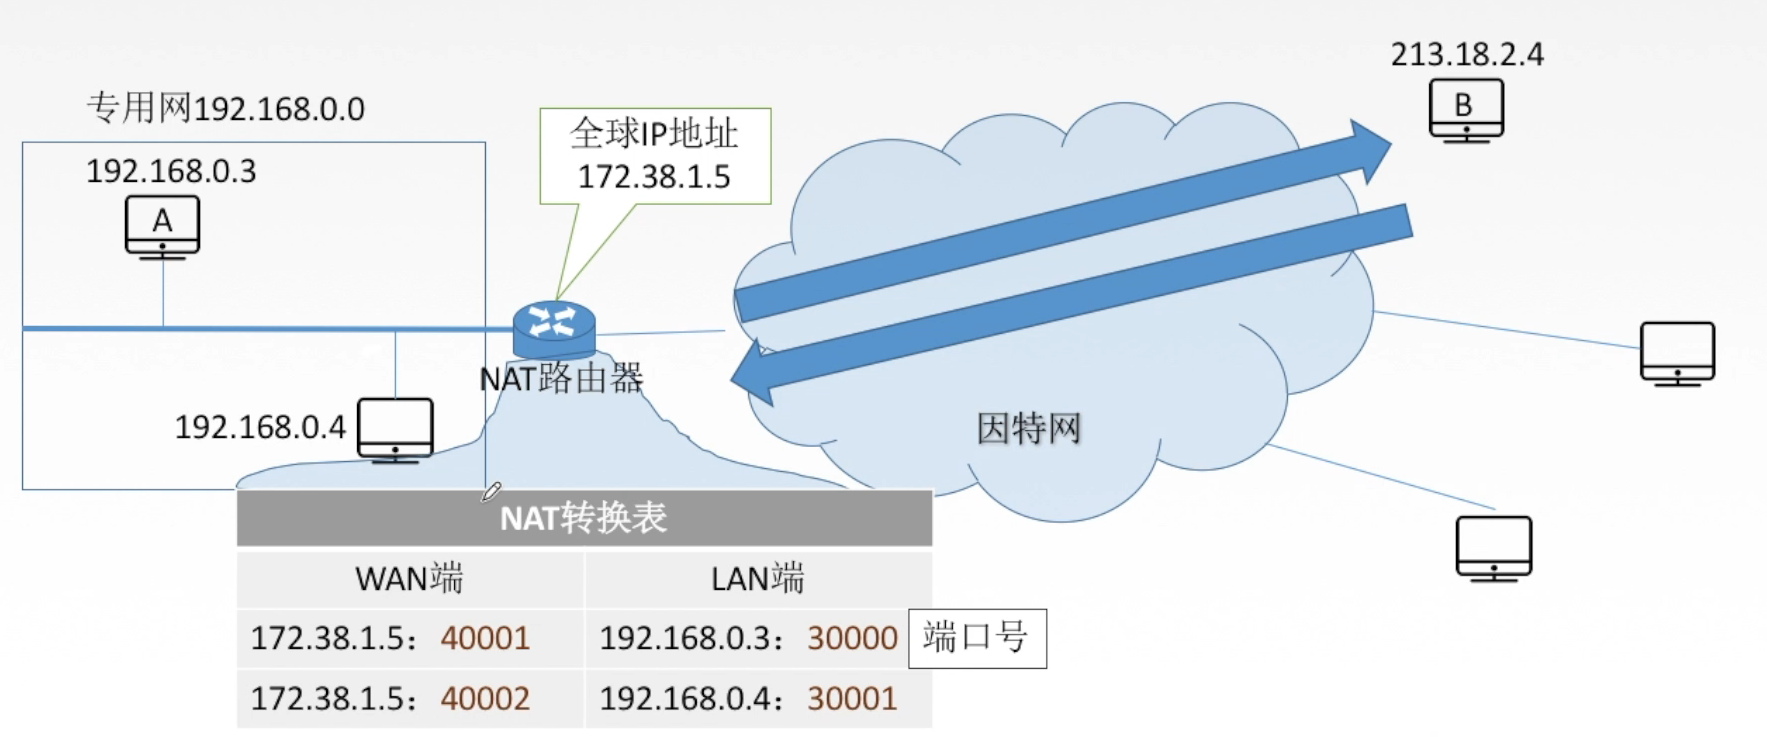 213.18.2.4
B
专用网192.168.0.0
全球IP地址
172.38.1.5
192.168.0.3
A
NAT路由器
192.168.0.4
因特网
NAT转换表
WAN端 LAN端
172.38.1.5：40001 192.168.0.3：30000 端口号
172.38.1.5：40002 192.168.0.4：30001